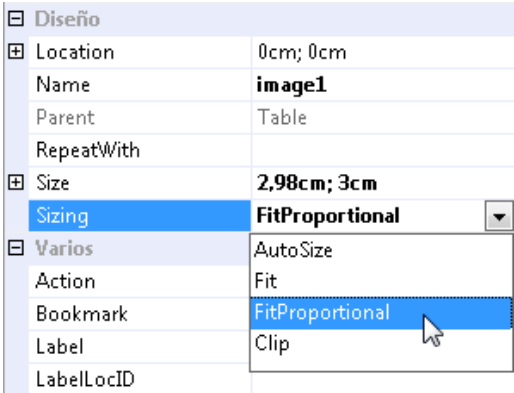 Diseño
Location 0cm; 0cm
Name image1
Parent Table
RepeatWith
Size 2,98cm; 3cm
Sizing FitProportional
Varios AutoSize
Action Fit
Bookmark FitProportional
Label Clip
LabelLocID